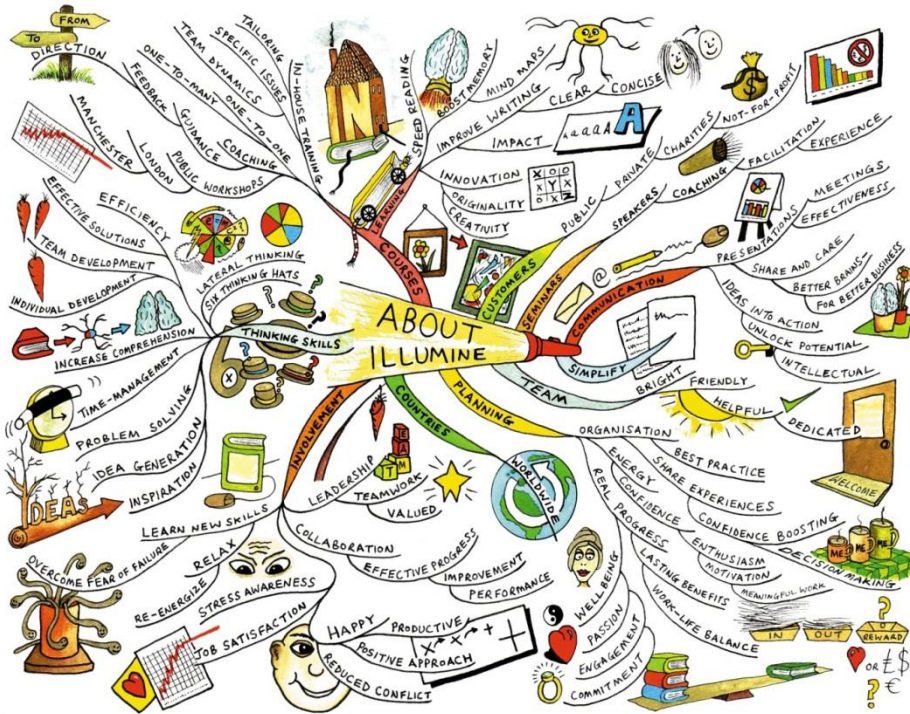 FROM
TO
DIRECTION
FEEDBACK
GUIDANCE
COACHING
ONE-TO-MANY
ONE-TO-ONE
TEAM DYNAMICS
SPECIFIC ISSUES
TAILORING
IN-HOUSE TRAINING
MANCHESTER
LONDON
PUBLIC WORKSHOPS
N
LEARNING
SPEED READING
BOOST MEMORY
MIND MAPS
IMPROVE WRITING
CLEAR
CONCISE
IMPACT
a a a A A
INNOVATION
ORIGINALITY
CREATIVITY
X O O
X Y X
COURSES
CUSTOMERS
PUBLIC
PRIVATE
CHARITIES
NOT-FOR-PROFIT
SEMINARS
SPEAKERS
COACHING
FACILITATION
EXPERIENCE
COMMUNICATION
@
PRESENTATIONS
MEETINGS
EFFECTIVENESS
SHARE AND CARE
BETTER BRAINS-
FOR BETTER BUSINESS
IDEAS
INTO ACTION
UNLOCK POTENTIAL
INTELLECTUAL
ABOUT
ILLUMINE
SIMPLIFY
TEAM
BRIGHT
FRIENDLY
HELPFUL
DEDICATED
WELCOME
PLANNING
ORGANISATION
BEST PRACTICE
SHARE EXPERIENCES
CONFIDENCE BOOSTING
DECISION MAKING
ME
ME
ME
ENERGY
CONFIDENCE
ENTHUSIASM
MOTIVATION
MEANINGFUL WORK
REAL PROGRESS
LASTING BENEFITS
WORK-LIFE BALANCE
IN
OUT
?
REWARD
OR £ $
€
?
WELL BEING
PASSION
ENGAGEMENT
COMMITMENT
COUNTRIES
WORLDWIDE
THINKING SKILLS
LATERAL THINKING
SIX THINKING HATS
EFFICIENCY
EFFECTIVE SOLUTIONS
TEAM DEVELOPMENT
INDIVIDUAL DEVELOPMENT
INCREASE COMPREHENSION
TIME-MANAGEMENT
PROBLEM SOLVING
IDEA GENERATION
INSPIRATION
IDEAS
INVOLVEMENT
LEADERSHIP
TEAMWORK
VALUED
T
E
A
M
LEARN NEW SKILLS
OVERCOME FEAR OF FAILURE
RELAX
RE-ENERGIZE
STRESS AWARENESS
JOB SATISFACTION
COLLABORATION
EFFECTIVE PROGRESS
IMPROVEMENT
PERFORMANCE
HAPPY
PRODUCTIVE
POSITIVE APPROACH
REDUCED CONFLICT